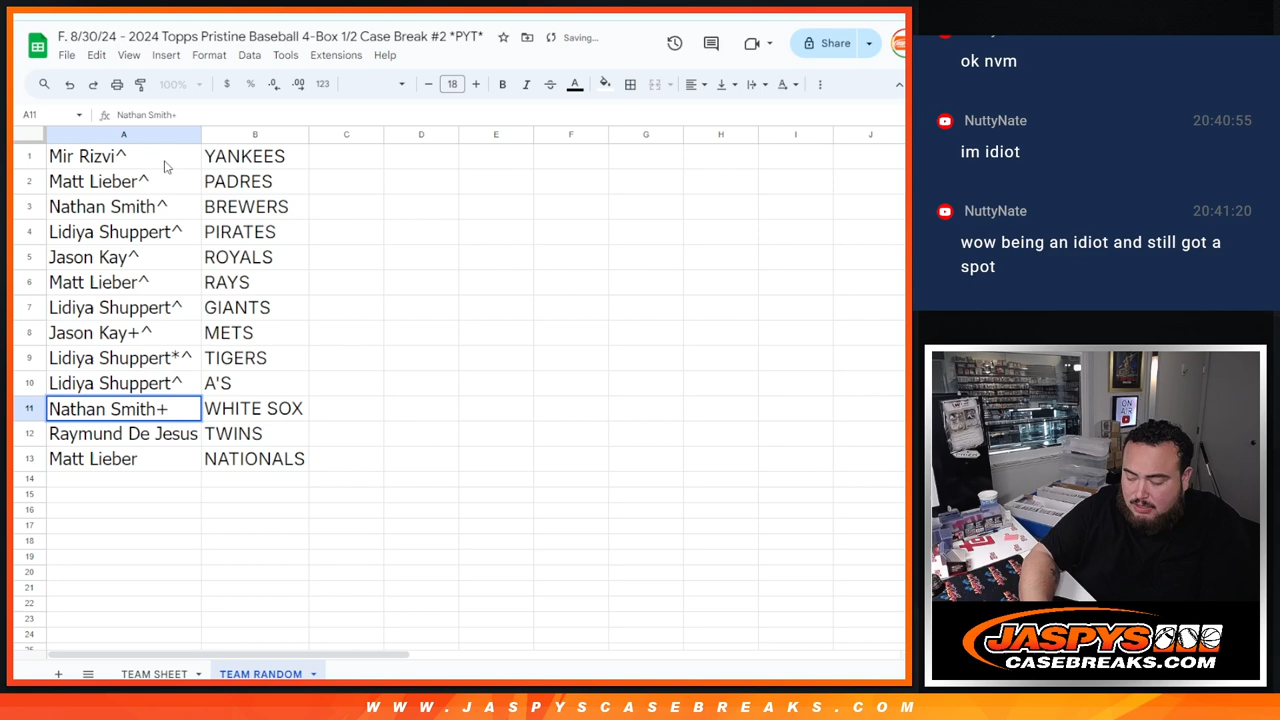 F. 8/30/24 - 2024 Topps Pristine Baseball 4-Box 1/2 Case Break #2 *PYT*
Saving...
Share
File Edit View Insert Format Data Tools Extensions Help
100% $ % .0 .00 123 18 B I A
A11 fx Nathan Smith+
A B C D E F G H I J
1 Mir Rizvi^ YANKEES
2 Matt Lieber^ PADRES
3 Nathan Smith^ BREWERS
4 Lidiya Shuppert^ PIRATES
5 Jason Kay^ ROYALS
6 Matt Lieber^ RAYS
7 Lidiya Shuppert^ GIANTS
8 Jason Kay+^ METS
9 Lidiya Shuppert*^ TIGERS
10 Lidiya Shuppert^ A'S
11 Nathan Smith+ WHITE SOX
12 Raymund De Jesus TWINS
13 Matt Lieber NATIONALS
14
15
16
17
18
19
20
21
22
23
24
TEAM SHEET TEAM RANDOM
ok nvm
NuttyNate 20:40:55
im idiot
NuttyNate 20:41:20
wow being an idiot and still got a
spot
ON
AIR
JASPYS
CASEBREAKS.COM
WWW.JASPYSCASEBREAKS.COM